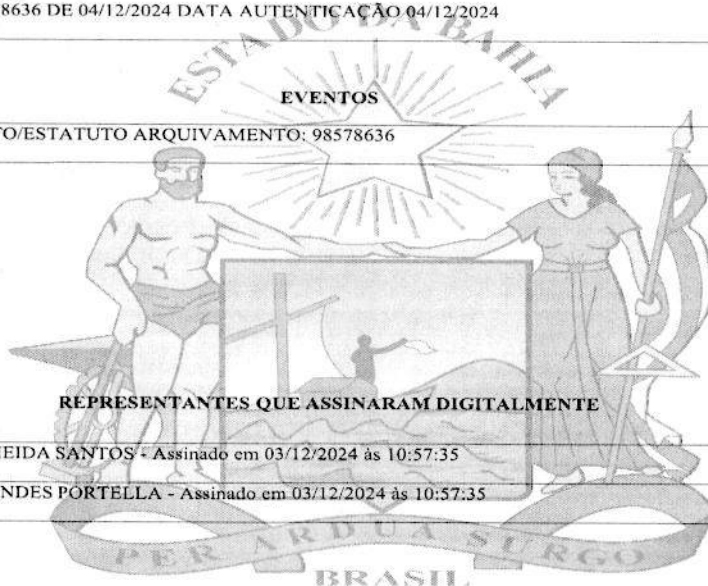 8636 DE 04/12/2024 DATA AUTENTICAÇÃO 04/12/2024
ESTADO DA BAHIA
EVENTOS
TO/ESTATUTO ARQUIVAMENTO: 98578636
REPRESENTANTES QUE ASSINARAM DIGITALMENTE
EIDA SANTOS - Assinado em 03/12/2024 às 10:57:35
NDES PORTELLA - Assinado em 03/12/2024 às 10:57:35
PER ARDUA SURGO
BRASIL